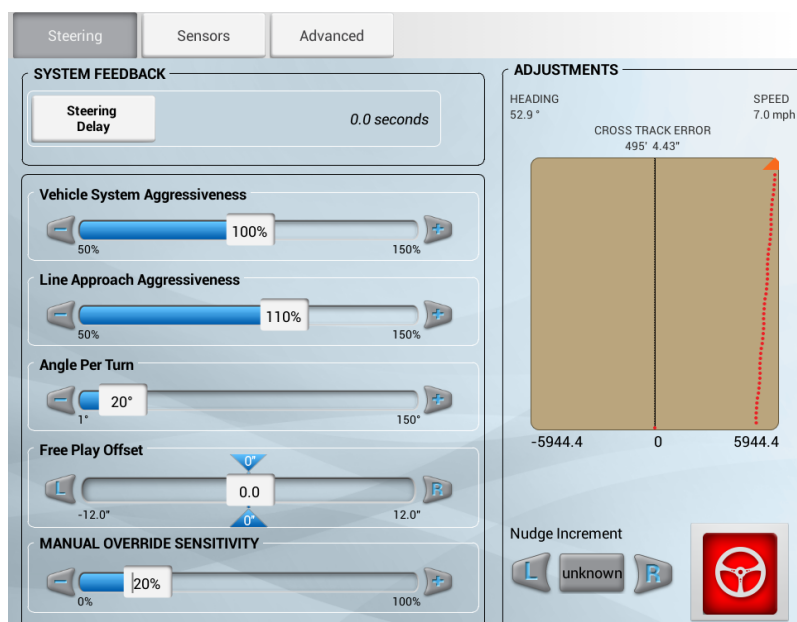 Steering
Sensors
Advanced
SYSTEM FEEDBACK
Steering
Delay
0.0 seconds
Vehicle System Aggressiveness
100%
50%
150%
Line Approach Aggressiveness
110%
50%
150%
Angle Per Turn
20°
1°
150°
Free Play Offset
0"
L
0.0
R
-12.0"
0"
12.0"
MANUAL OVERRIDE SENSITIVITY
20%
0%
100%
ADJUSTMENTS
HEADING
SPEED
52.9 °
7.0 mph
CROSS TRACK ERROR
495' 4.43"
-5944.4
0
5944.4
Nudge Increment
L
unknown
R